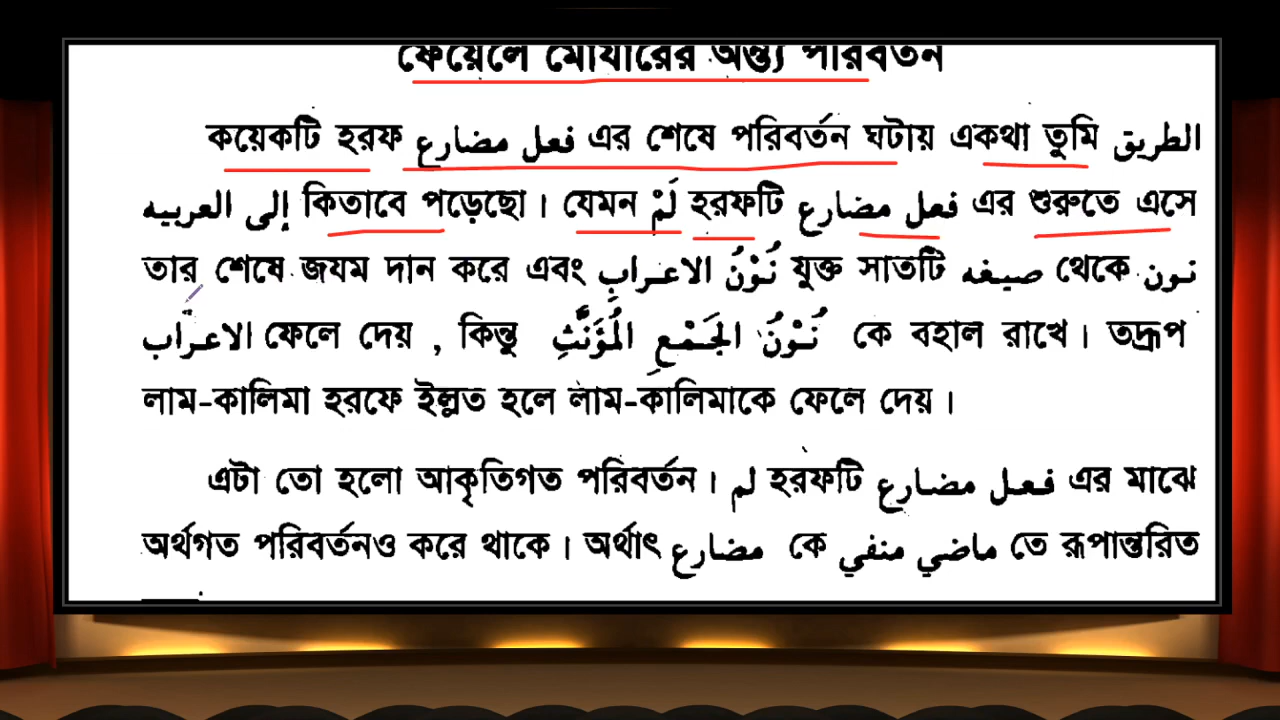 ফেয়েলে মোযারের অন্ত্য পরিবর্তন
কয়েকটি হরফ فعل مضارع এর শেষে পরিবর্তন ঘটায় একথা তুমি الطريق
إلى العربيه কিতাবে পড়েছো। যেমন لَمْ হরফটি فعل مضارع এর শুরুতে এসে
তার শেষে জযম দান করে এবং نُوْنُ الاعرابِ যুক্ত সাতটি صيغه থেকে نون
الاعراب ফেলে দেয়, কিন্তু نُوْنُ الجَمْعِ المُؤَنَّثِ কে বহাল রাখে। তদ্রূপ
লাম-কালিমা হরফে ইল্লত হলে লাম-কালিমাকে ফেলে দেয়।
এটা তো হলো আকৃতিগত পরিবর্তন। لم হরফটি فعل مضارع এর মাঝে
অর্থগত পরিবর্তনও করে থাকে। অর্থাৎ مضارع কে ماضي منفي তে রূপান্তরিত